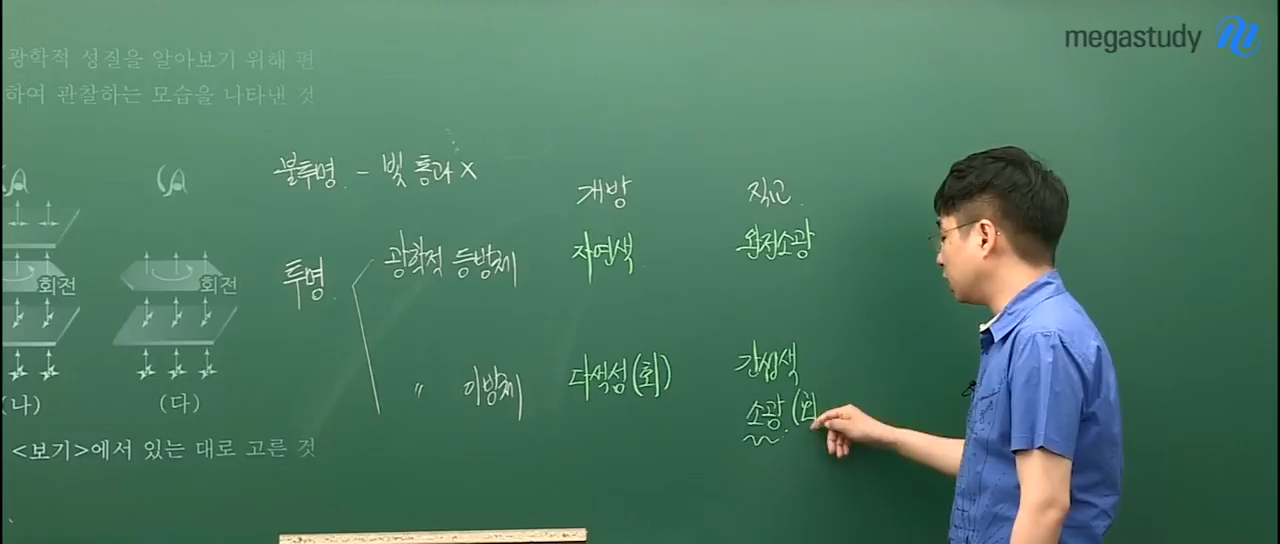 megastudy
광학적 성질을 알아보기 위해 편
하여 관찰하는 모습을 나타낸 것
회전
회전
(나)
(다)
<보기>에서 있는 대로 고른 것
불투명 - 빛 통과 X
개방 직교
투명 광학적 등방체 자연색 완전소광
〃 이방체 다색성(회) 간섭색
소광(회